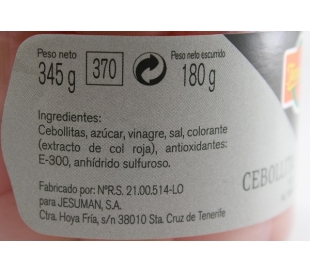 Peso neto
345 g
370
Peso neto escurrido
180 g
Ingredientes:
Cebollitas, azúcar, vinagre, sal, colorante
(extracto de col roja), antioxidantes:
E-300, anhídrido sulfuroso.
Fabricado por: NºR.S. 21.00.514-LO
para JESUMAN, S.A.
Ctra. Hoya Fría, s/n 38010 Sta. Cruz de Tenerife